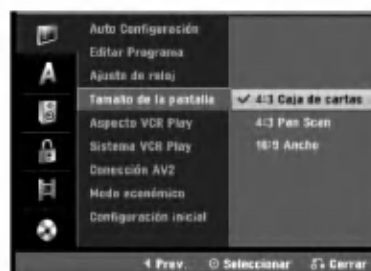 Auto Configuración
Editar Programa
Ajuste de reloj
Tamaño de la pantalla
✓ 4:3 Caja de cartas
Aspecto VCR Play
4:3 Pan Scan
Sistema VCR Play
16:9 Ancho
Conección AV2
Modo económico
Configuración inicial
A
Prev.
Seleccionar
Cerrar